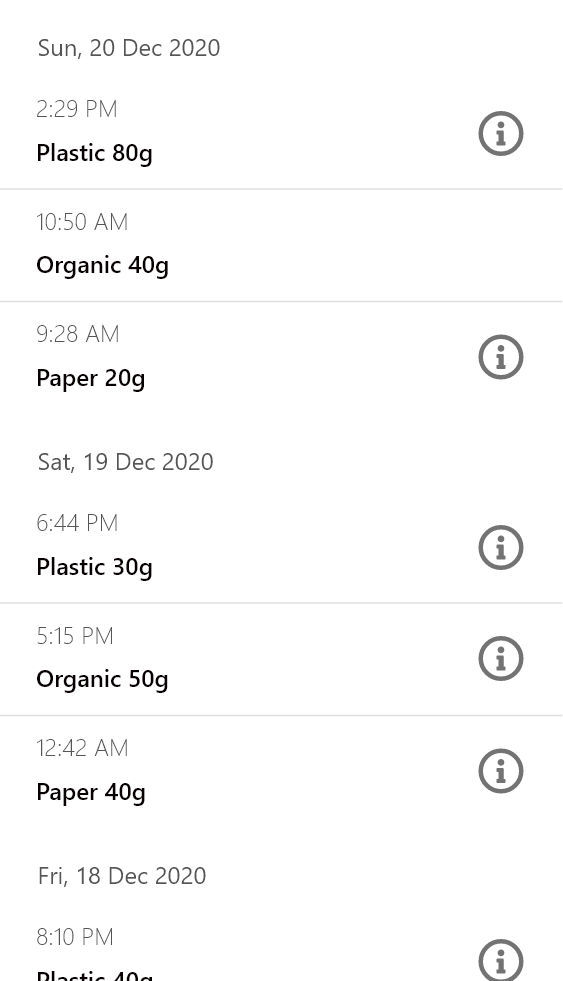 Sun, 20 Dec 2020
2:29 PM
Plastic 80g
10:50 AM
Organic 40g
9:28 AM
Paper 20g
Sat, 19 Dec 2020
6:44 PM
Plastic 30g
5:15 PM
Organic 50g
12:42 AM
Paper 40g
Fri, 18 Dec 2020
8:10 PM
Plastic 40g